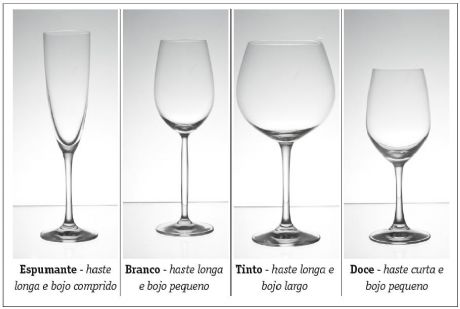 Espumante - haste
longa e bojo comprido
Branco - haste longa
e bojo pequeno
Tinto - haste longa e
bojo largo
Doce - haste curta e
bojo pequeno